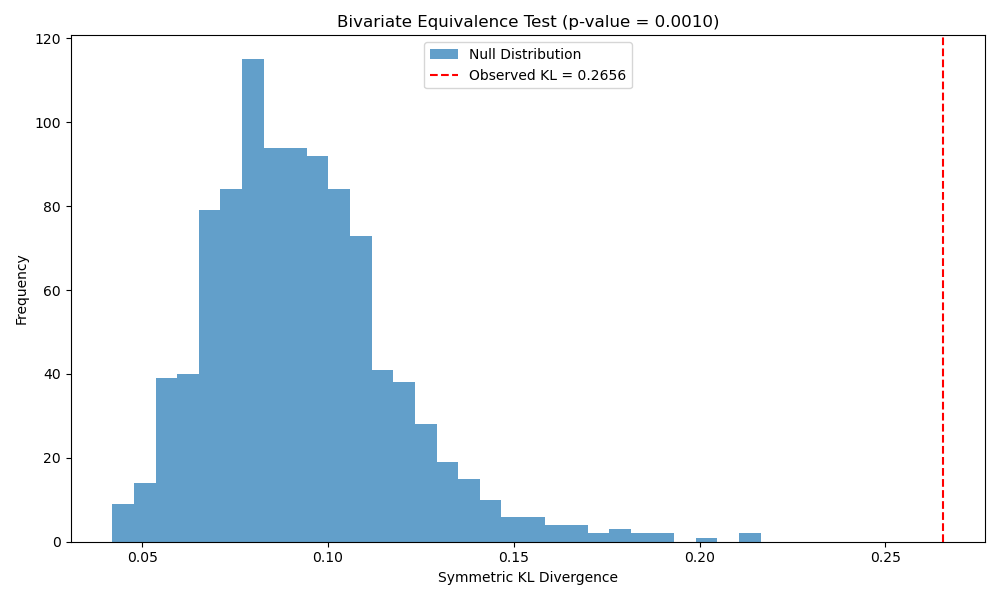 Bivariate Equivalence Test (p-value = 0.0010)
Null Distribution
Observed KL = 0.2656
120
100
80
60
40
20
0
Frequency
0.05
0.10
0.15
0.20
0.25
Symmetric KL Divergence